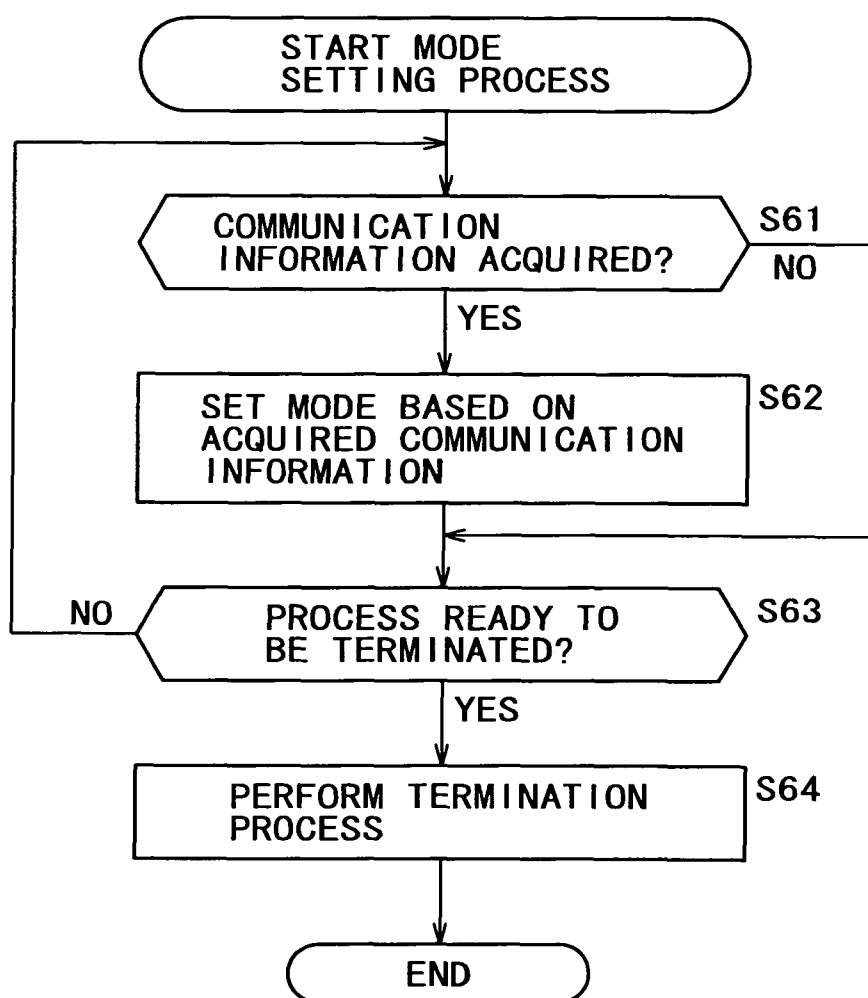 START MODE
SETTING PROCESS
COMMUNICATION
INFORMATION ACQUIRED?
S61
NO
YES
SET MODE BASED ON
ACQUIRED COMMUNICATION
INFORMATION
S62
NO
PROCESS READY TO
BE TERMINATED?
S63
YES
PERFORM TERMINATION
PROCESS
S64
END